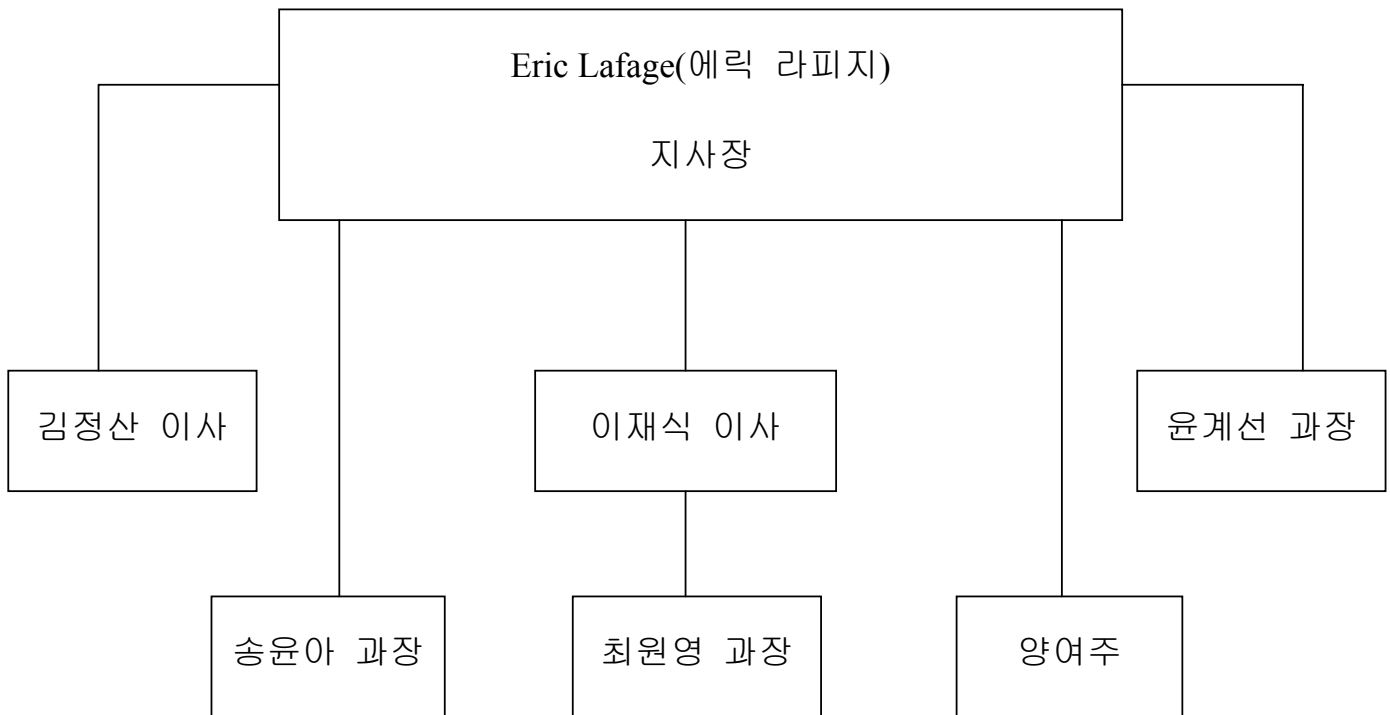 Eric Lafage(에릭 라피지)
지사장
김정산 이사
이재식 이사
윤계선 과장
송윤아 과장
최원영 과장
양여주